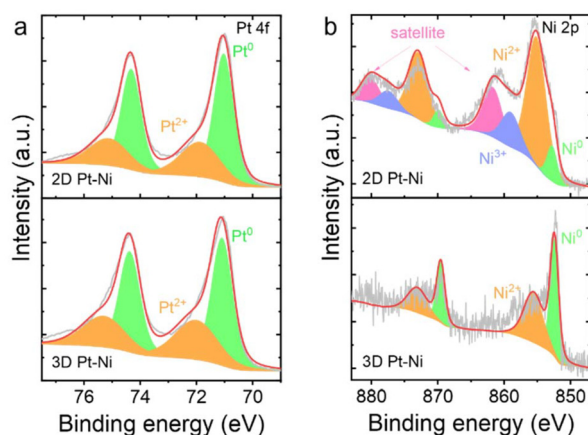 a
Pt 4f
Pt⁰
Pt²⁺
2D Pt-Ni
Pt⁰
Pt²⁺
3D Pt-Ni
Intensity (a.u.)
76 74 72 70
Binding energy (eV)
b
Ni 2p
satellite
Ni²⁺
Ni³⁺
Ni⁰
2D Pt-Ni
Ni⁰
Ni²⁺
3D Pt-Ni
Intensity (a.u.)
880 870 860 850
Binding energy (eV)